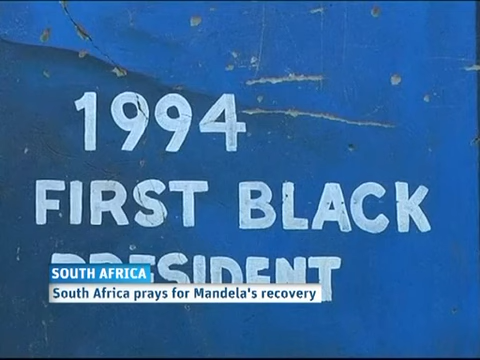 1994
FIRST BLACK
PRESIDENT
SOUTH AFRICA
South Africa prays for Mandela's recovery